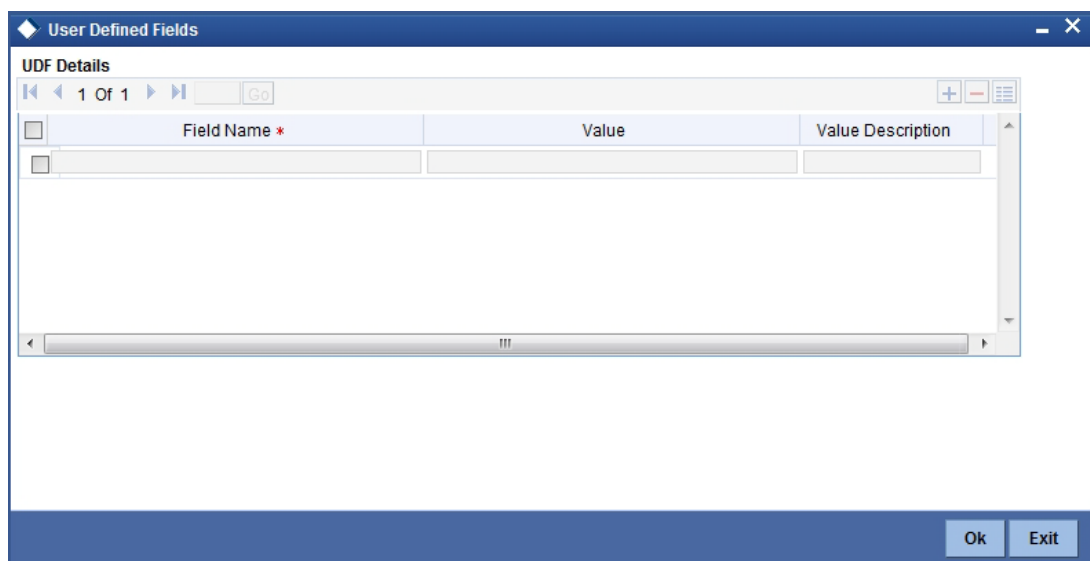 User Defined Fields
UDF Details
1 Of 1 Go
Field Name * Value Value Description
Ok Exit